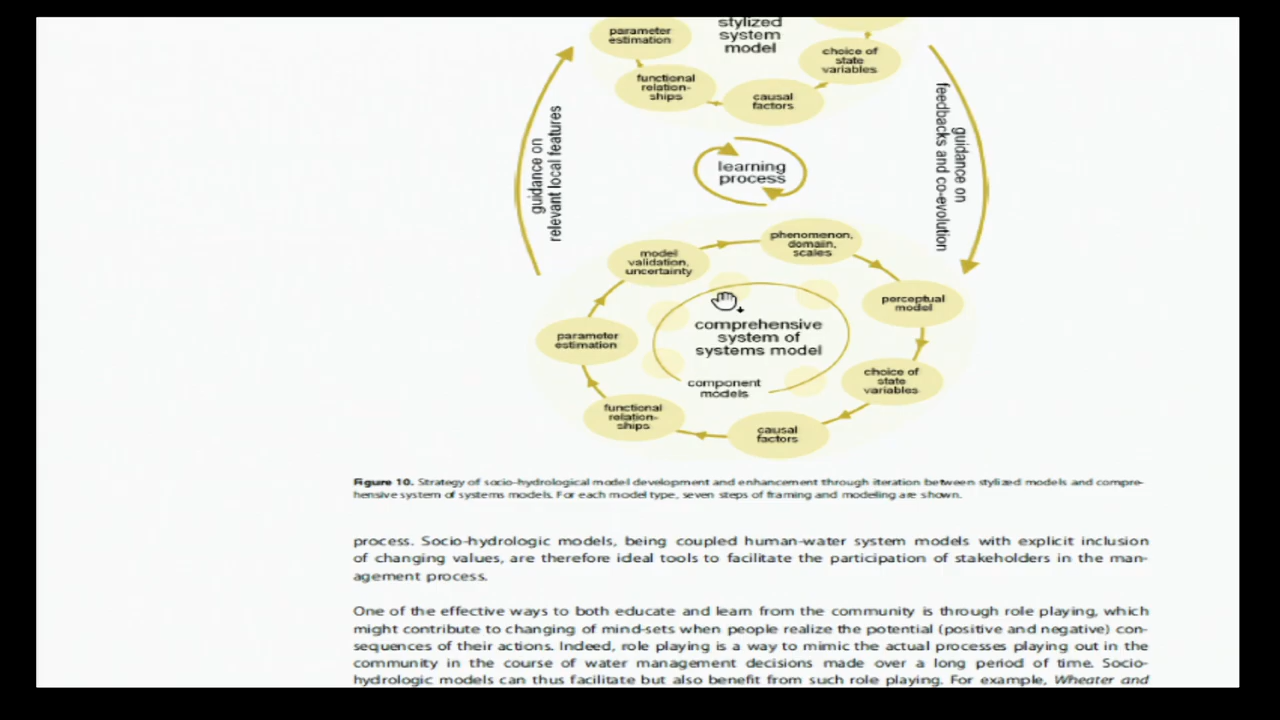 stylized
system
model
parameter
estimation
choice of
state
variables
functional
relation-
ships
causal
factors
guidance on
relevant local features
guidance on
feedbacks and co-evolution
learning
process
phenomenon,
domain,
scales
model
validation,
uncertainty
perceptual
model
comprehensive
system of
systems model
parameter
estimation
component
models
choice of
state
variables
functional
relation-
ships
causal
factors
Figure 10. Strategy of socio-hydrological model development and enhancement through iteration between stylized models and compre-
hensive system of systems models. For each model type, seven steps of framing and modeling are shown.
process. Socio-hydrologic models, being coupled human-water system models with explicit inclusion
of changing values, are therefore ideal tools to facilitate the participation of stakeholders in the man-
agement process.
One of the effective ways to both educate and learn from the community is through role playing, which
might contribute to changing of mind-sets when people realize the potential (positive and negative) con-
sequences of their actions. Indeed, role playing is a way to mimic the actual processes playing out in the
community in the course of water management decisions made over a long period of time. Socio-
hydrologic models can thus facilitate but also benefit from such role playing. For example, Wheater and